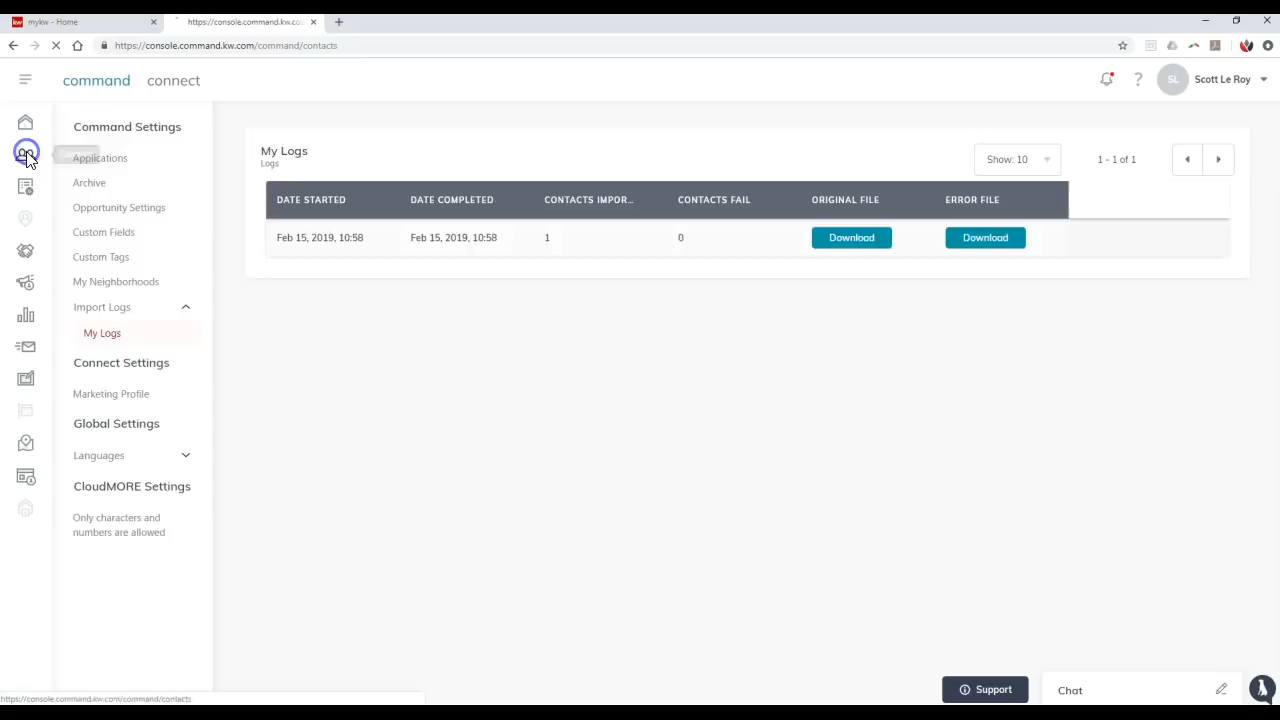 kw mykw - Home
https://console.command.kw.co
https://console.command.kw.com/command/contacts
command connect
? SL Scott Le Roy
Command Settings
Applications
Archive
Opportunity Settings
Custom Fields
Custom Tags
My Neighborhoods
Import Logs
My Logs
Connect Settings
Marketing Profile
Global Settings
Languages
CloudMORE Settings
Only characters and
numbers are allowed
My Logs
Logs
Show: 10
1 - 1 of 1
DATE STARTED DATE COMPLETED CONTACTS IMPOR... CONTACTS FAIL ORIGINAL FILE ERROR FILE
Feb 15, 2019, 10:58 Feb 15, 2019, 10:58 1 0 Download Download
Support
Chat
https://console.command.kw.com/command/contacts